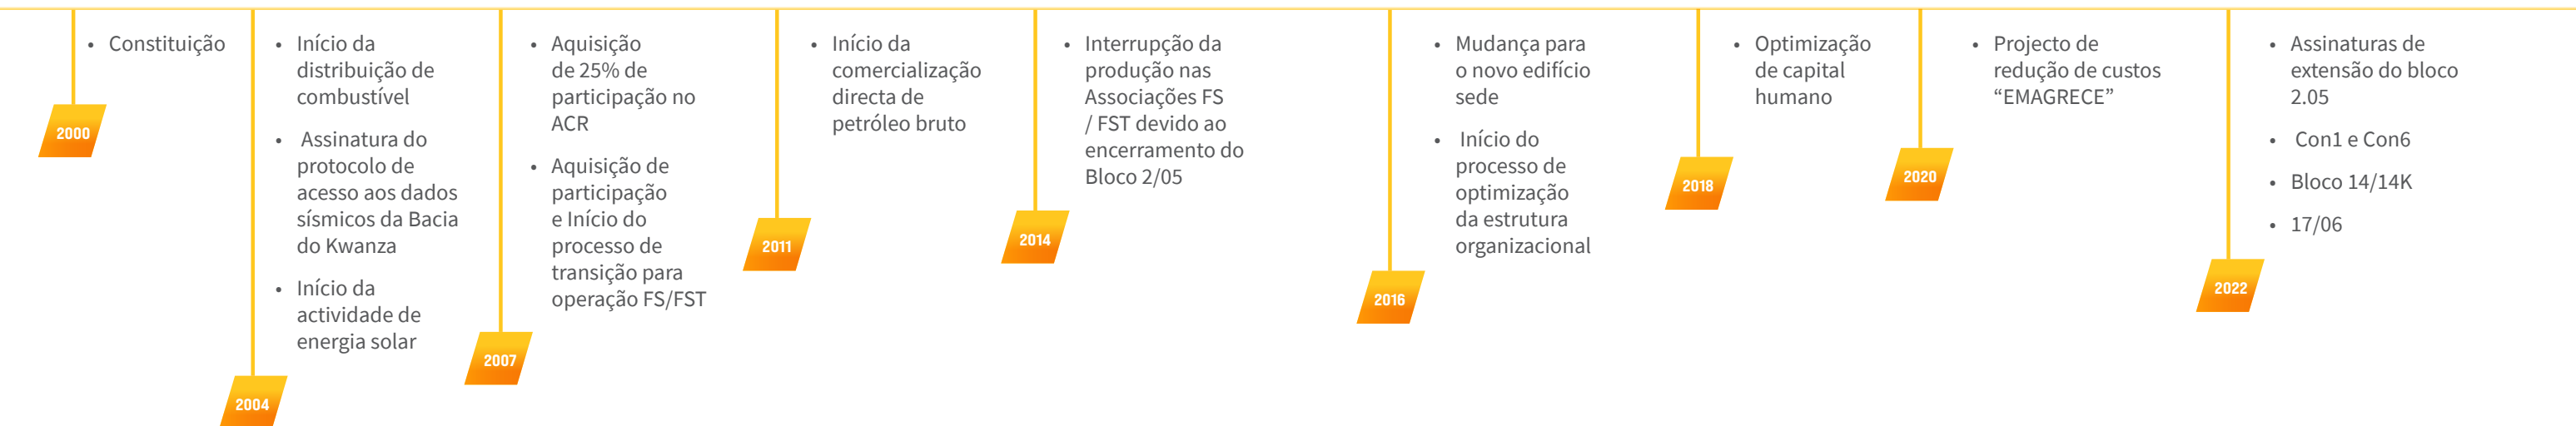 • Constituição
2000
• Início da
distribuição de
combustível
• Assinatura do
protocolo de
acesso aos dados
sísmicos da Bacia
do Kwanza
• Início da
actividade de
energia solar
2004
• Aquisição
de 25% de
participação no
ACR
• Aquisição de
participação
e Início do
processo de
transição para
operação FS/FST
2007
• Início da
comercialização
directa de
petróleo bruto
2011
• Interrupção da
produção nas
Associações FS
/ FST devido ao
encerramento do
Bloco 2/05
2014
• Mudança para
o novo edifício
sede
• Início do
processo de
optimização
da estrutura
organizacional
2016
• Optimização
de capital
humano
2018
• Projecto de
redução de custos
“EMAGRECE”
2020
• Assinaturas de
extensão do bloco
2.05
• Con1 e Con6
• Bloco 14/14K
• 17/06
2022